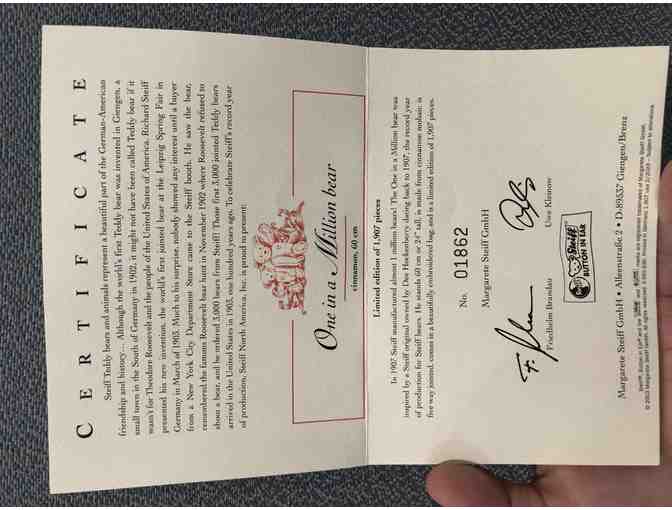 CERTIFICATE
Steiff Teddy bears and animals represent a beautiful part of the German-American
friendship and history – Although the world's first Teddy bear was invented in Giengen, a
small town in the South of Germany in 1902, it might not have been called Teddy bear if it
wasn't for Theodore Roosevelt and the people of the United States of America. Richard Steiff
presented his new invention, the world's first jointed bear at the Leipzig Spring Fair in
Germany in March of 1903. Much to his surprise, nobody showed any interest until a buyer
from a New York City Department Store came to the Steiff booth. He saw the bear,
remembered the famous Roosevelt bear hunt in November 1902 where Roosevelt refused to
shoot a bear, and he ordered 3,000 bears from Steiff! Those first 3,000 jointed Teddy bears
arrived in the United States in 1903, one hundred years ago. To celebrate Steiff's record year
of production, Steiff North America, Inc. is proud to present:
One in a Million bear
cinnamon, 60 cm
Limited edition of 1,907 pieces
In 1907 Steiff manufactured almost 1 million bears! The One in a Million bear was
inspired by a Steiff original owned by Dee Hockenberry dating back to 1907; the record year
of production for Steiff bears. He stands 60 cm or 24" tall, is made from cinnamon mohair is
five way jointed, comes in a beautifully embroidered bag, and is a limited edition of 1,907 pieces.
No. 01862
Margarete Steiff GmbH
Friedhelm Brandau Uwe Klenow
Steiff
BUTTON IN EAR
Margarete Steiff GmbH • Alleenstraße 2 • D-89537 Giengen/Brenz